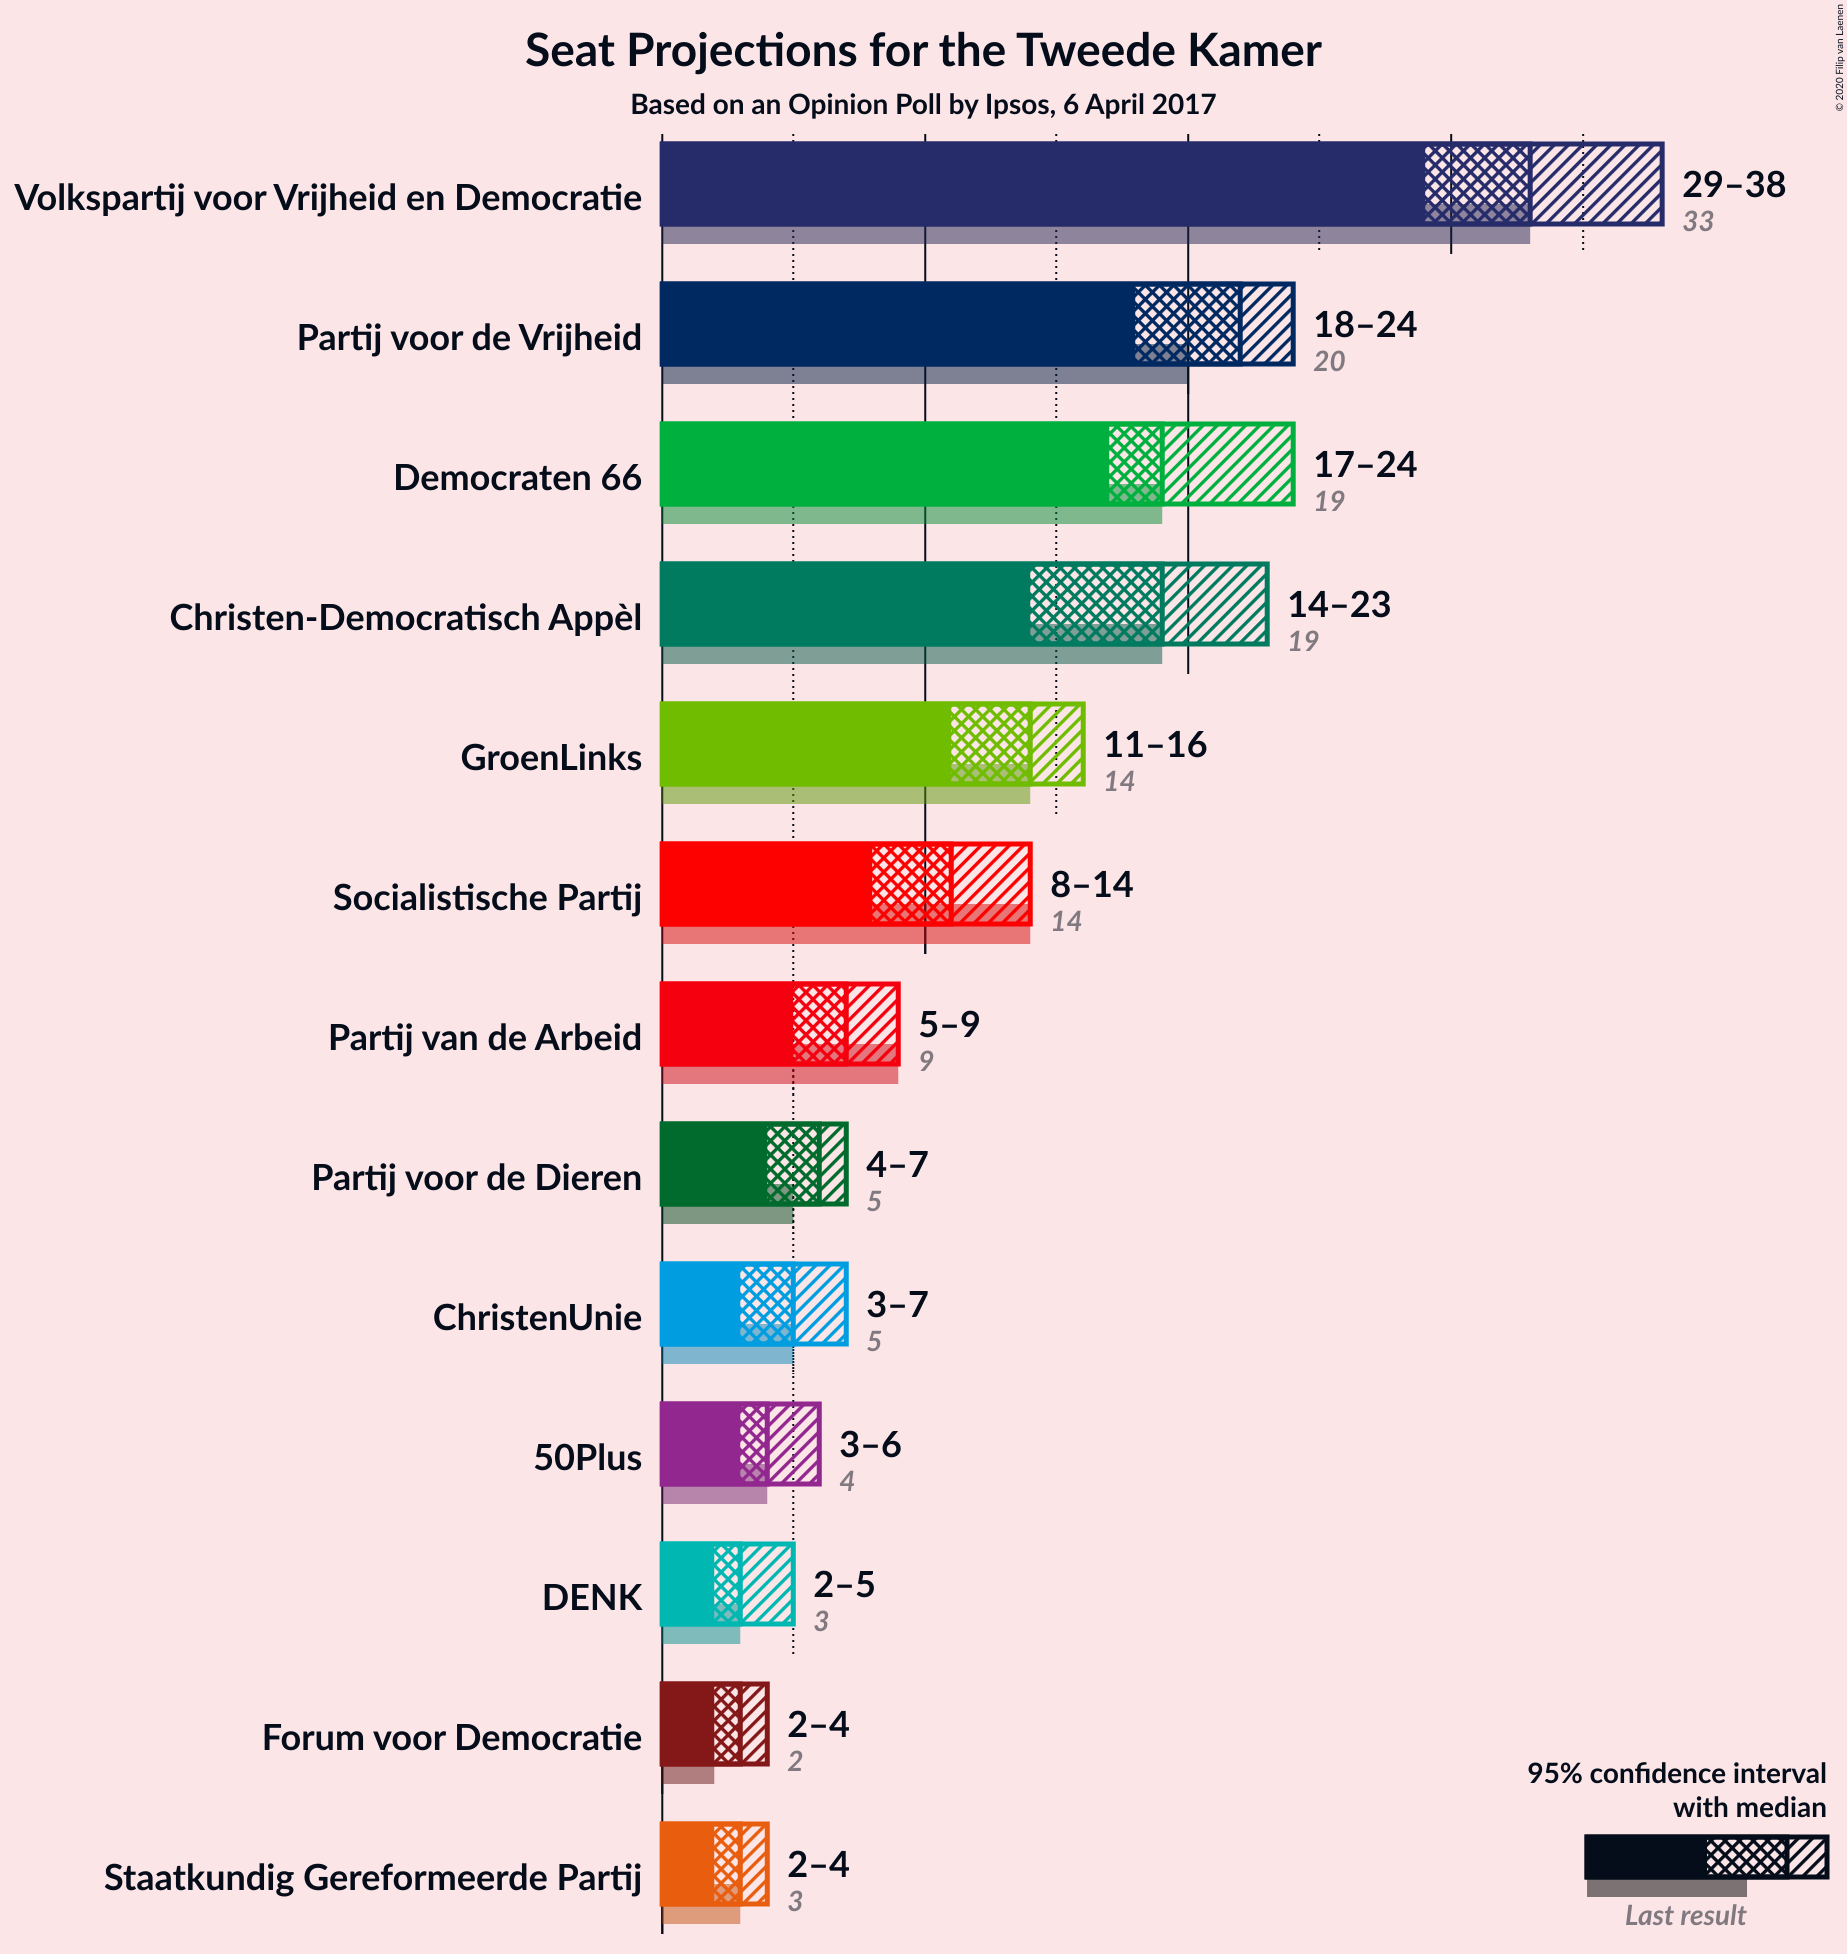 Seat Projections for the Tweede Kamer
Based on an Opinion Poll by Ipsos, 6 April 2017
© 2020 Filip van Laenen
Volkspartij voor Vrijheid en Democratie
29–38
33
Partij voor de Vrijheid
18–24
20
Democraten 66
17–24
19
Christen-Democratisch Appèl
14–23
19
GroenLinks
11–16
14
Socialistische Partij
8–14
14
Partij van de Arbeid
5–9
9
Partij voor de Dieren
4–7
5
ChristenUnie
3–7
5
50Plus
3–6
4
DENK
2–5
3
Forum voor Democratie
2–4
2
Staatkundig Gereformeerde Partij
2–4
3
95% confidence interval
with median
Last result